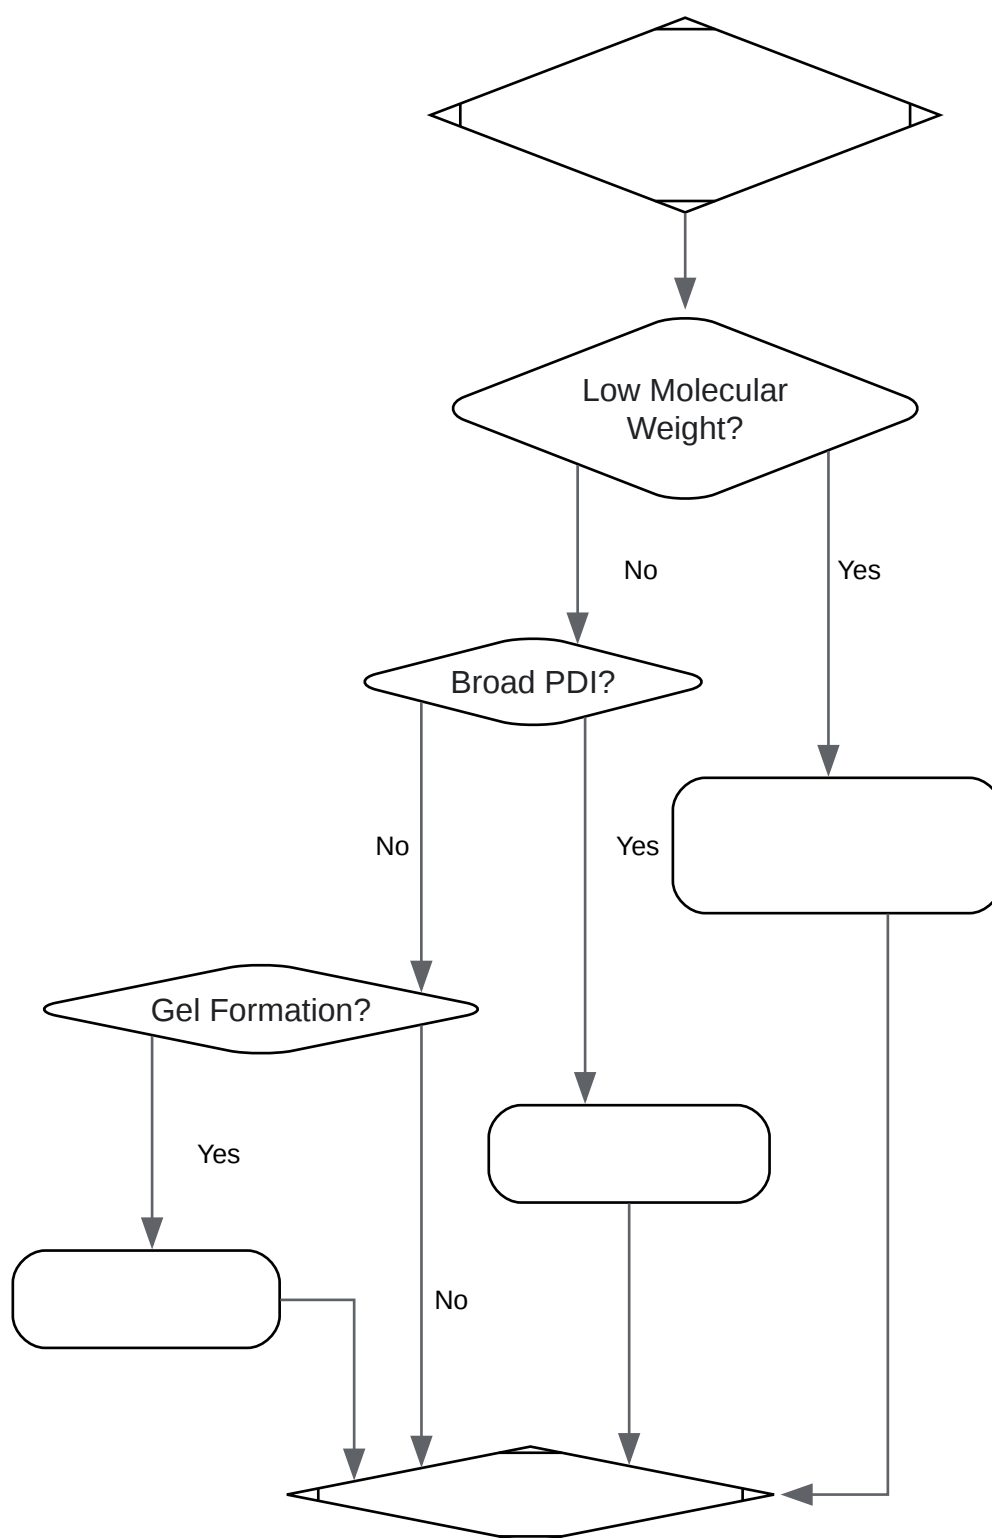 Low Molecular
Weight?
No
Yes
Broad PDI?
No
Yes
Gel Formation?
Yes
No